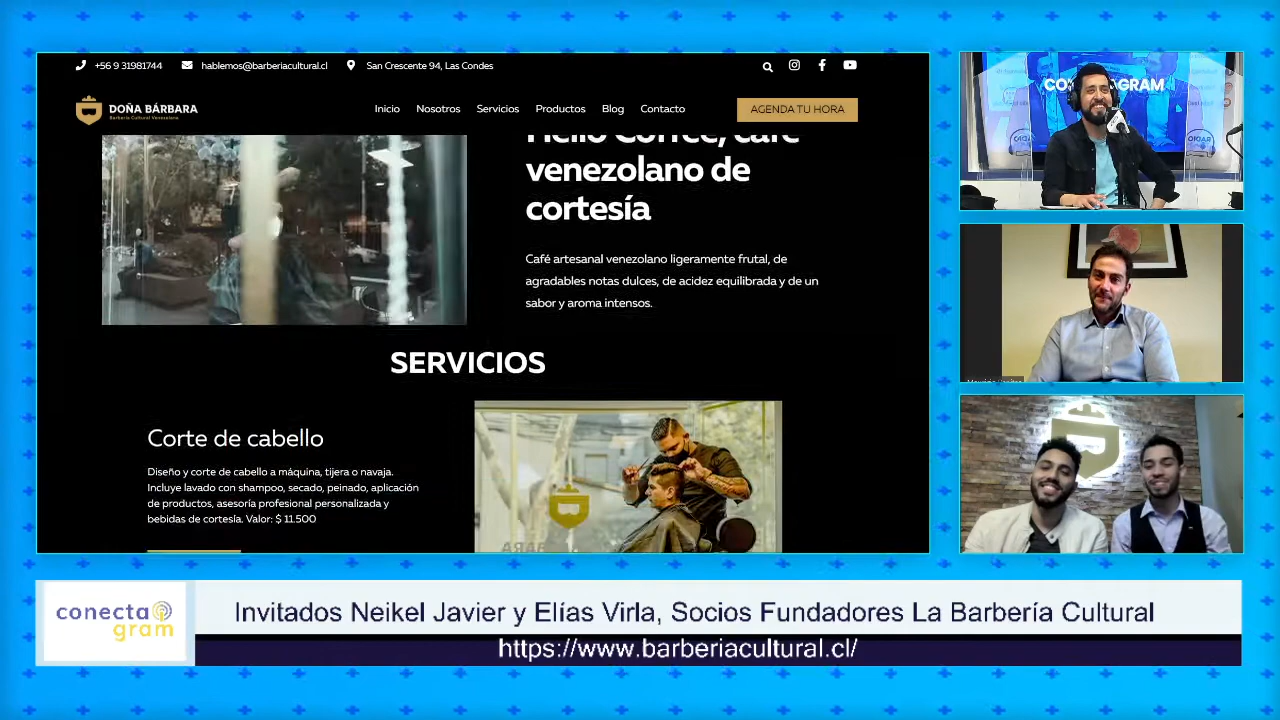 +56 9 31981744
hablemos@barberiacultural.cl
San Crescente 94, Las Condes
DOÑA BÁRBARA
Barbería Cultural Venezolana
Inicio Nosotros Servicios Productos Blog Contacto
AGENDA TU HORA
Hello Coffee, café
venezolano de
cortesía
Café artesanal venezolano ligeramente frutal, de
agradables notas dulces, de acidez equilibrada y de un
sabor y aroma intensos.
SERVICIOS
Corte de cabello
Diseño y corte de cabello a máquina, tijera o navaja.
Incluye lavado con shampoo, secado, peinado, aplicación
de productos, asesoría profesional personalizada y
bebidas de cortesía. Valor: $ 11.500
conecta
gram
Invitados Neikel Javier y Elías Virla, Socios Fundadores La Barbería Cultural
https://www.barberiacultural.cl/